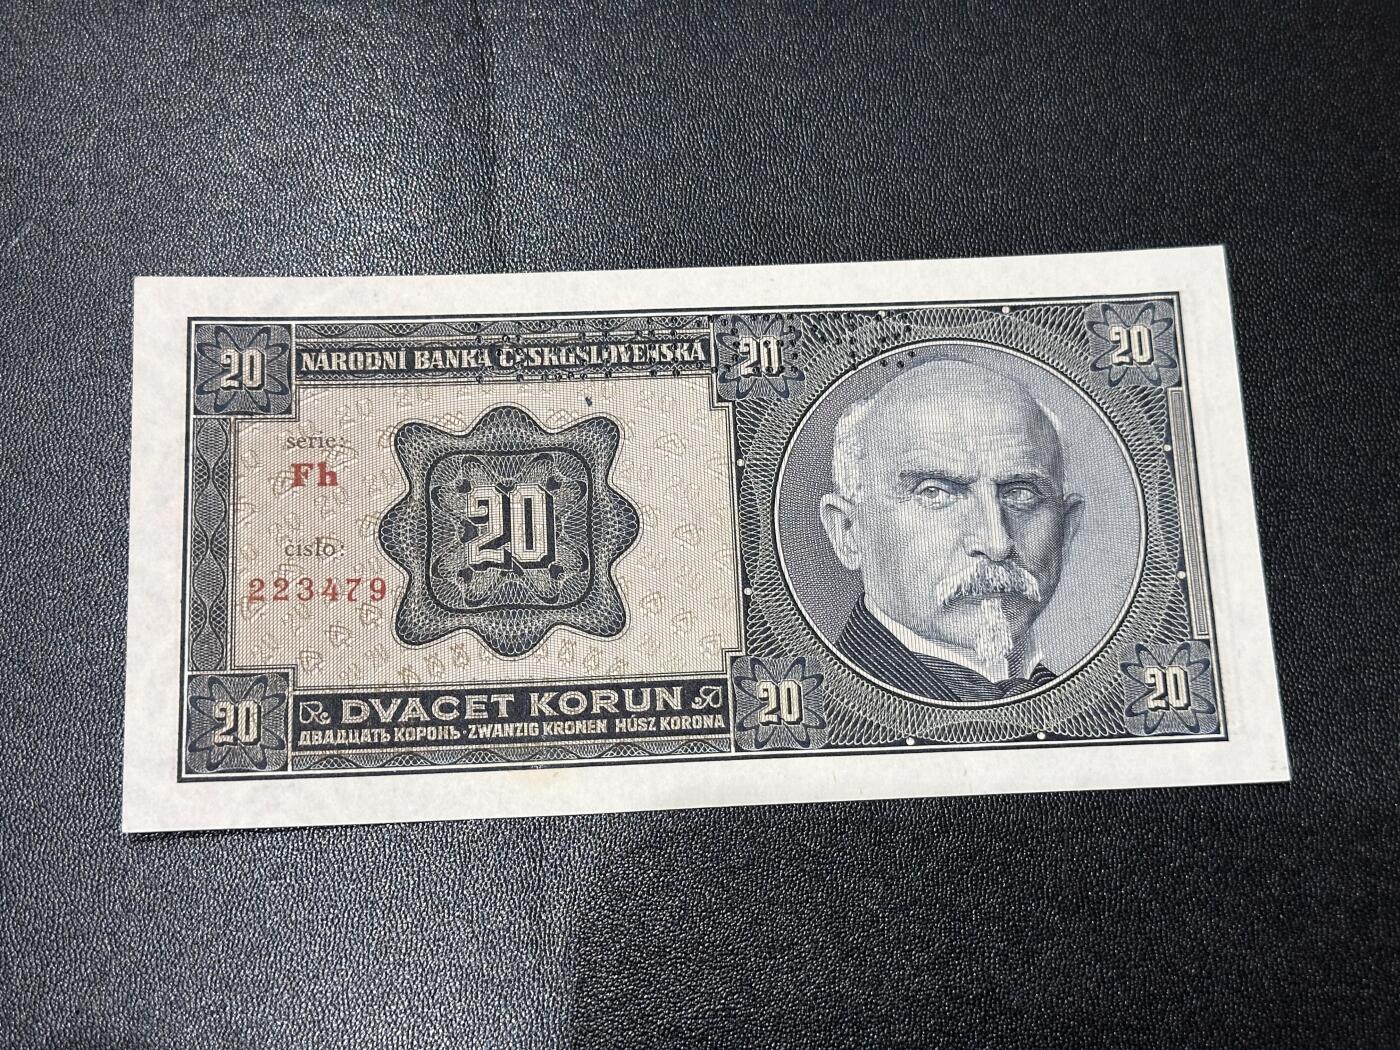 20
NÁRODNÍ BANKA ČESKOSLOVENSKÁ
20
20
serie:
Fh
20
číslo:
223479
20
DVACET KORUN
ДВАДЦАТЬ КОРОНЬ · ZWANZIG KRONEN HÚSZ KORONA
20
20